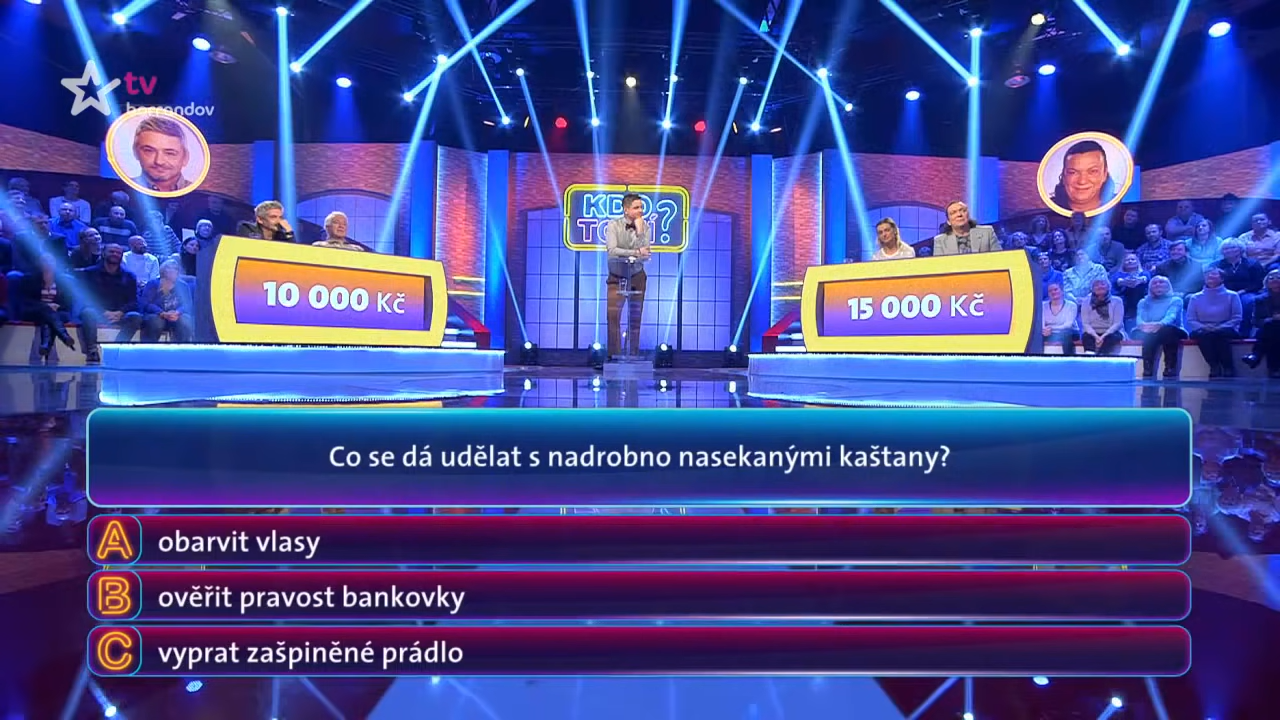 tv
barrandov
KDO
TO VÍ?
10 000 Kč
15 000 Kč
Co se dá udělat s nadrobno nasekanými kaštany?
A obarvit vlasy
B ověřit pravost bankovky
C vyprat zašpiněné prádlo